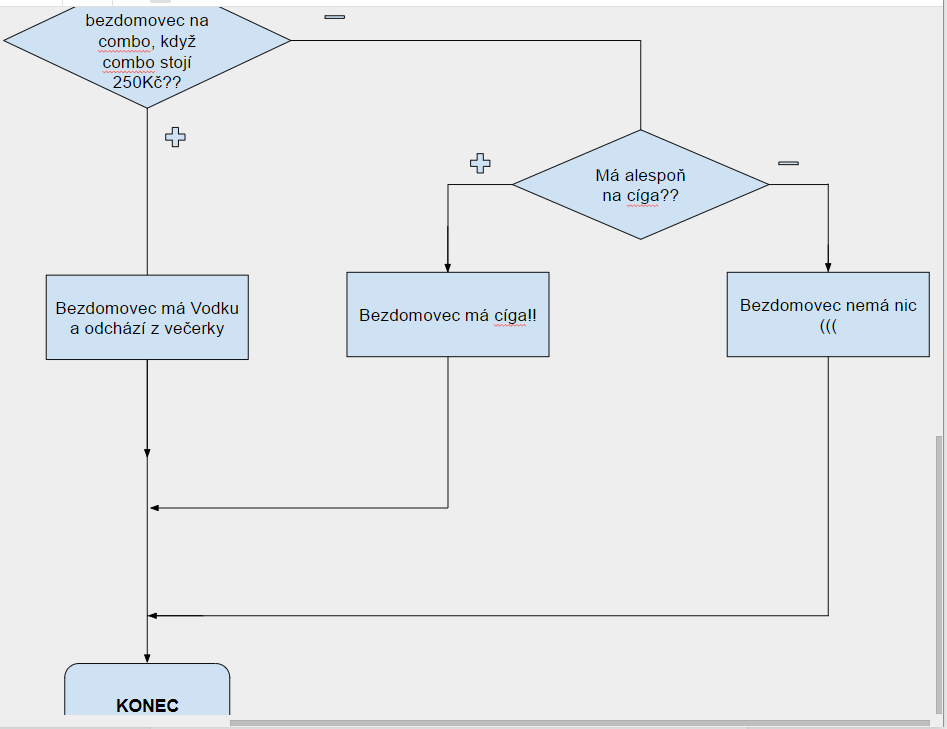 bezdomovec na
combo, když
combo stojí
250Kč??
Má alespoň
na cíga??
Bezdomovec má Vodku
a odchází z večerky
Bezdomovec má cíga!!
Bezdomovec nemá nic
(((
KONEC